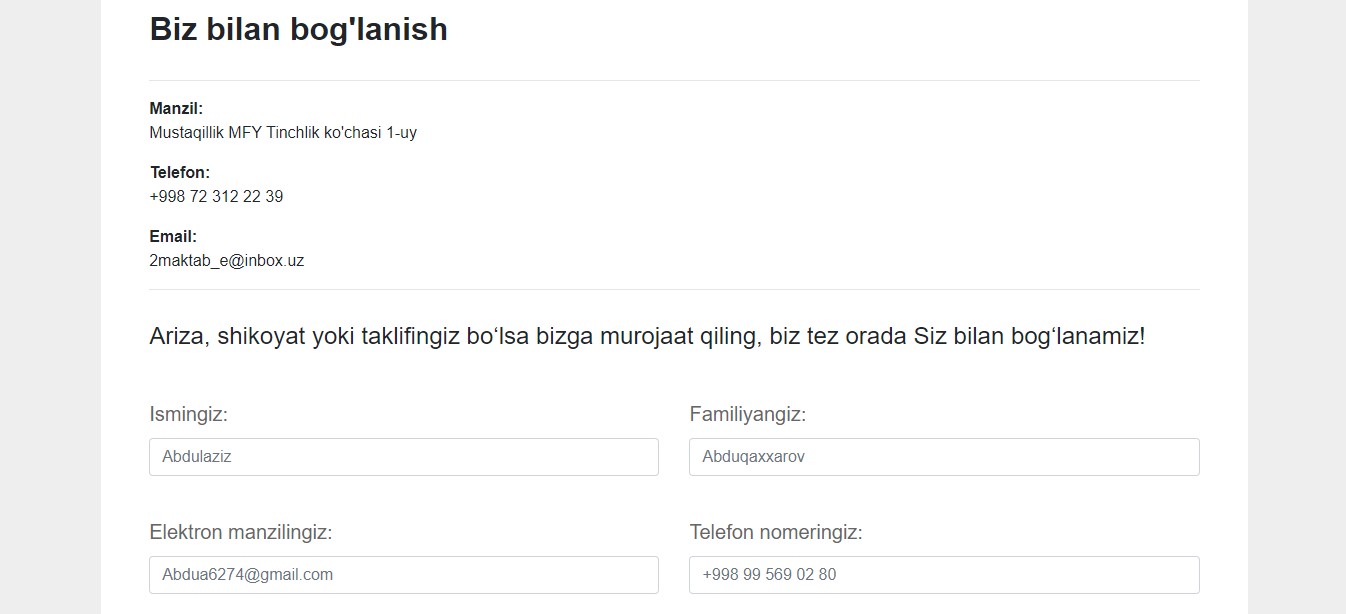 Biz bilan bog'lanish
Manzil:
Mustaqillik MFY Tinchlik ko'chasi 1-uy
Telefon:
+998 72 312 22 39
Email:
2maktab_e@inbox.uz
Ariza, shikoyat yoki taklifingiz bo‘lsa bizga murojaat qiling, biz tez orada Siz bilan bog‘lanamiz!
Ismingiz:
Familiyangiz:
Abdulaziz
Abduqaxxarov
Elektron manzilingiz:
Telefon nomeringiz:
Abdua6274@gmail.com
+998 99 569 02 80